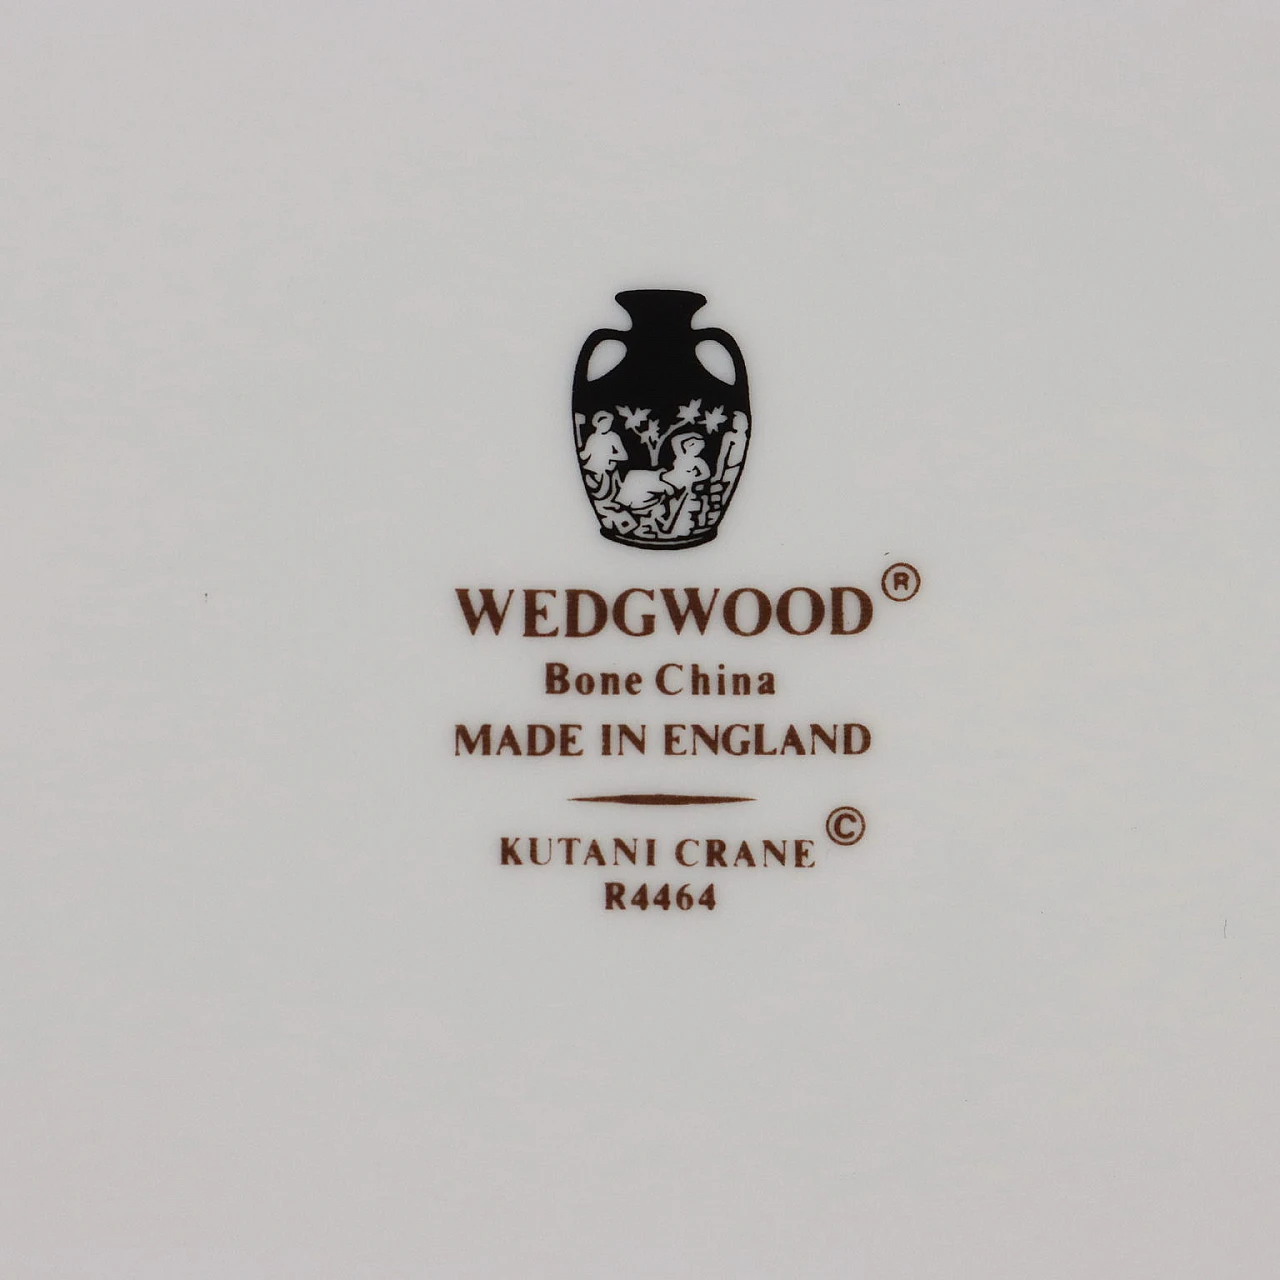 WEDGWOOD®
Bone China
MADE IN ENGLAND
KUTANI CRANE©
R4464